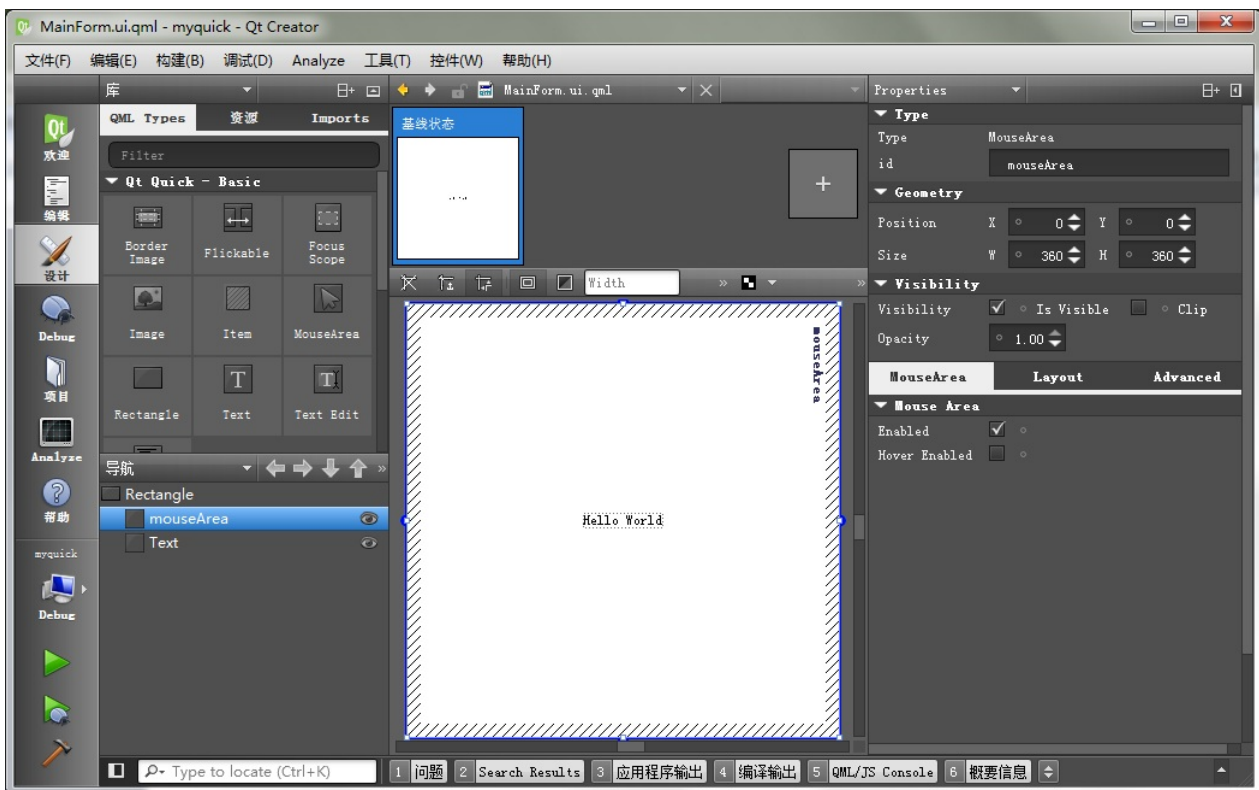 MainForm.ui.qml - myquick - Qt Creator
文件(F) 编辑(E) 构建(B) 调试(D) Analyze 工具(T) 控件(W) 帮助(H)
欢迎
编辑
设计
Debug
项目
Analyze
帮助
myquick
Debug
库
QML Types 资源 Imports
Filter
Qt Quick - Basic
Border Image
Flickable
Focus Scope
Image
Item
MouseArea
Rectangle
Text
Text Edit
导航
Rectangle
mouseArea
Text
MainForm.ui.qml
基线状态
+
Width
mouseArea
Hello World
Properties
Type
Type MouseArea
id mouseArea
Geometry
Position X 0 Y 0
Size W 360 H 360
Visibility
Visibility Is Visible Clip
Opacity 1.00
MouseArea Layout Advanced
Mouse Area
Enabled
Hover Enabled
Type to locate (Ctrl+K)
1 问题 2 Search Results 3 应用程序输出 4 编译输出 5 QML/JS Console 6 概要信息